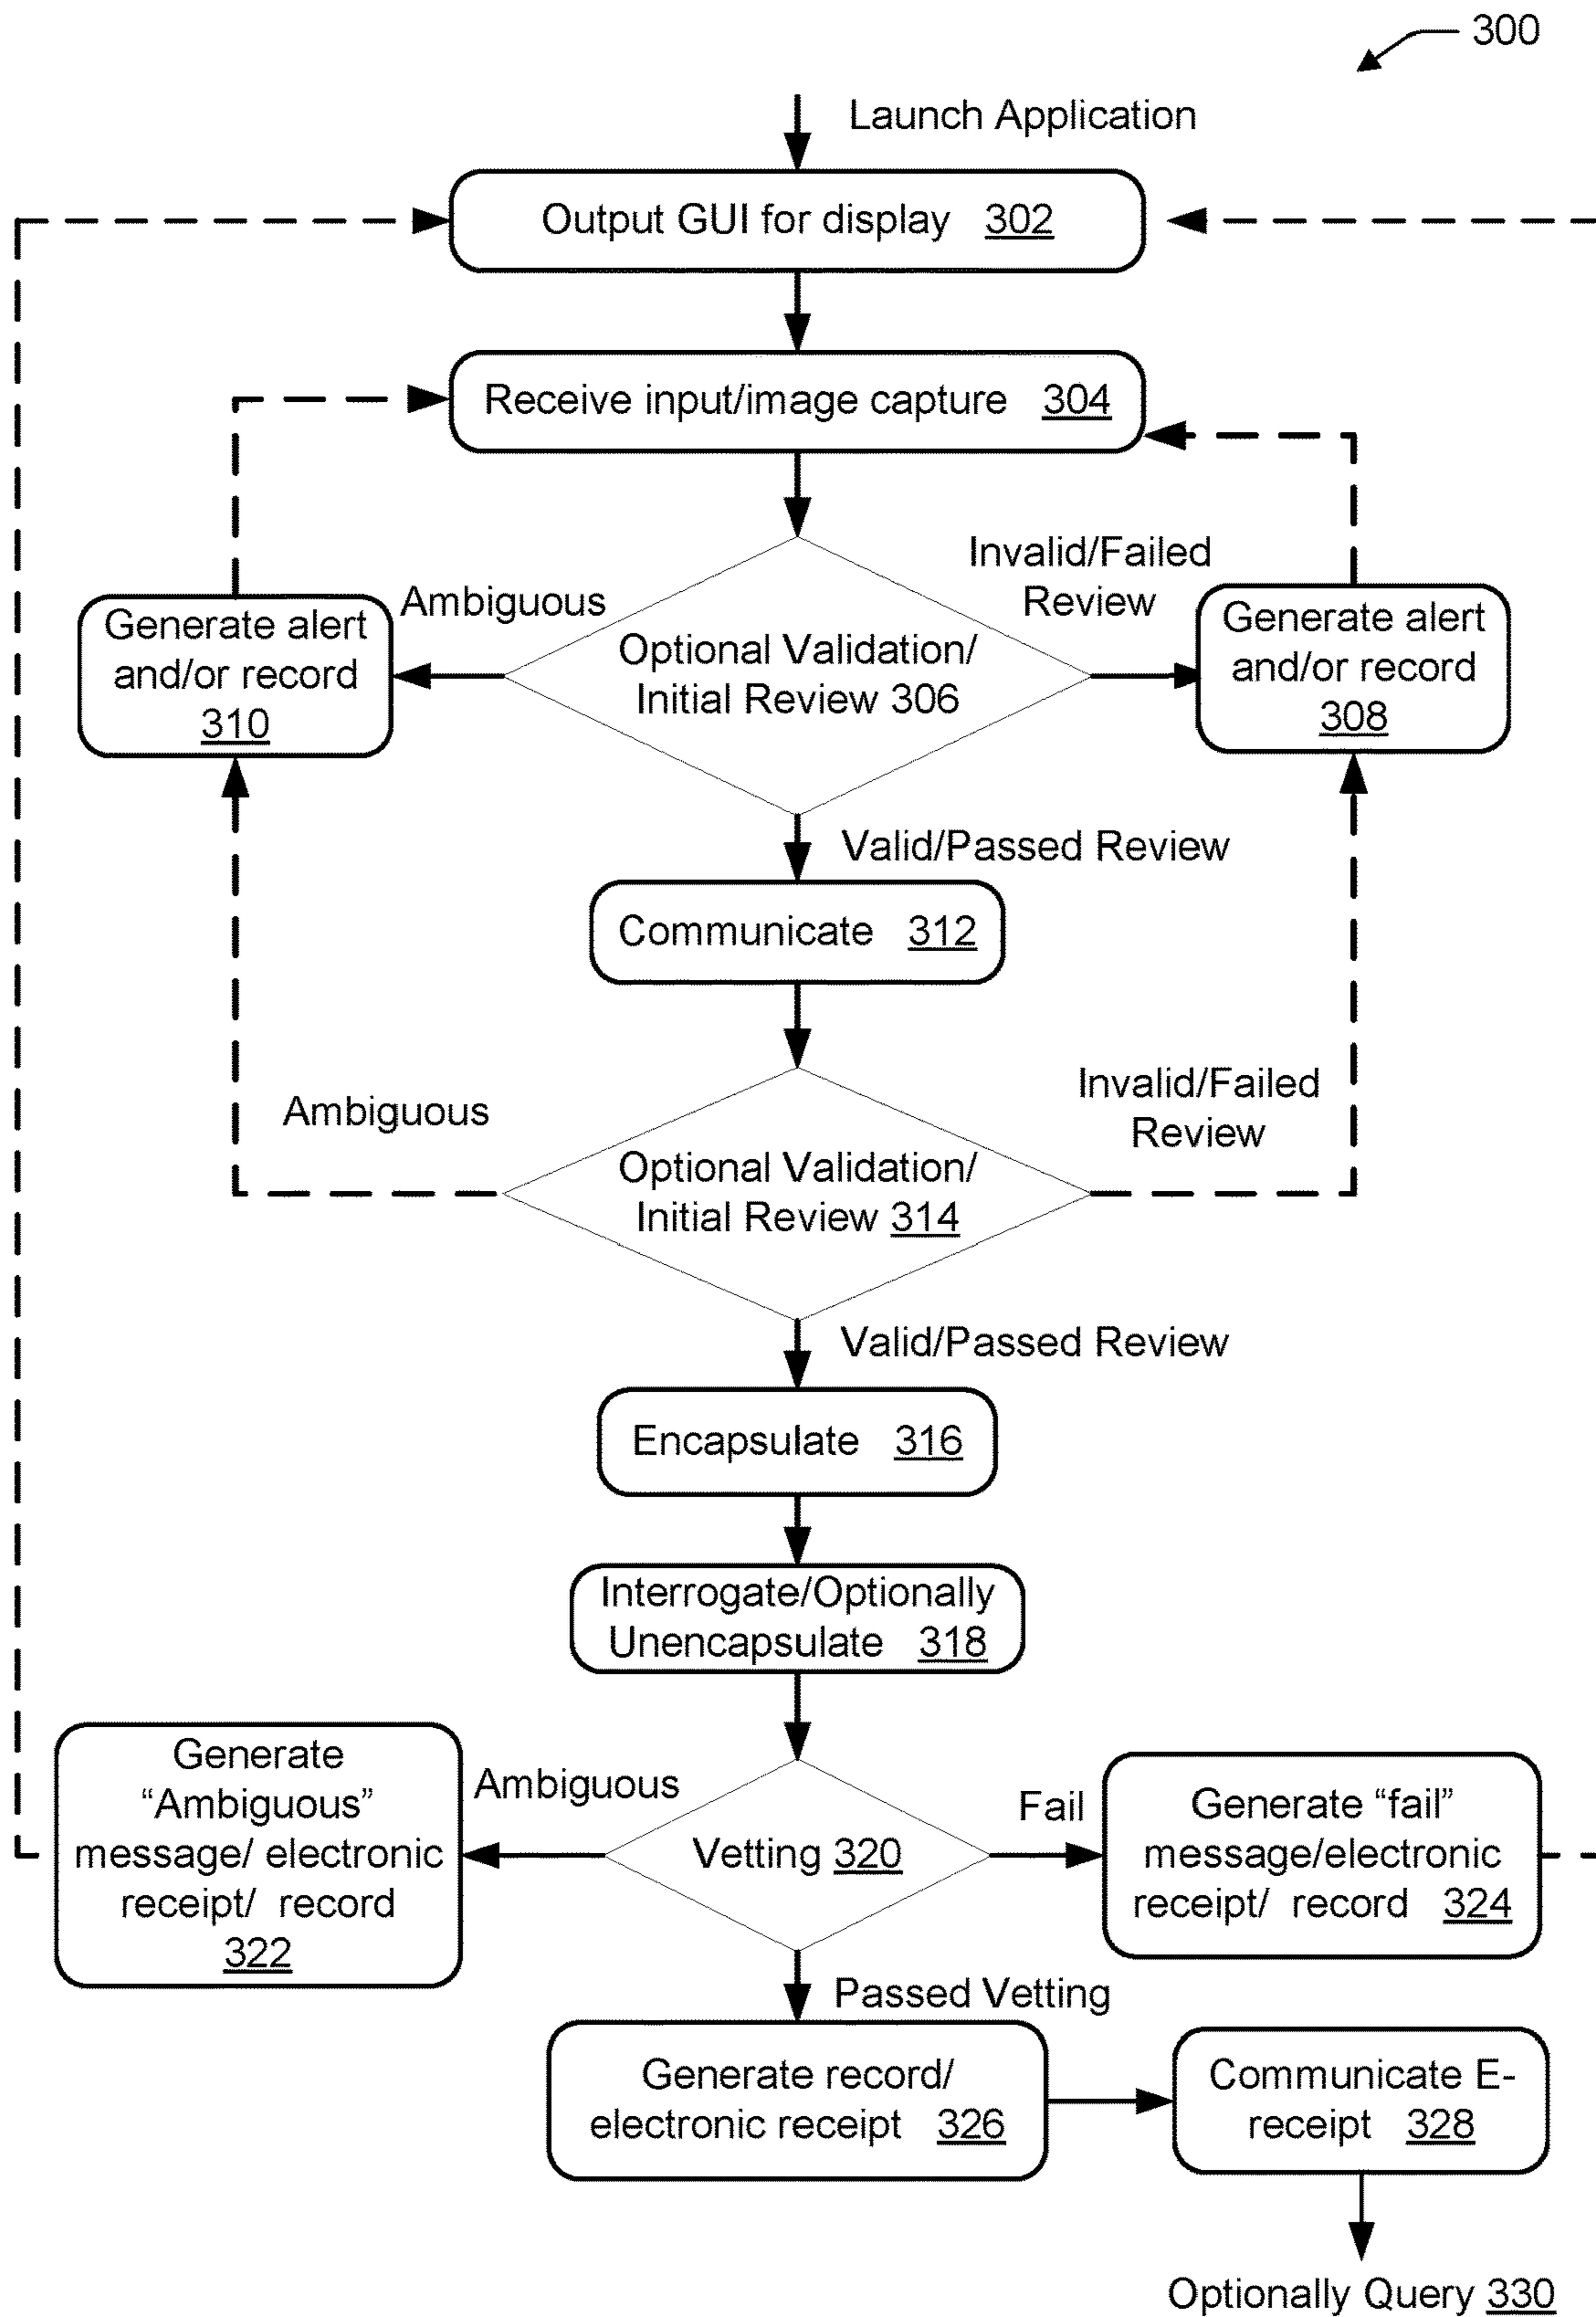 300
Launch Application
Output GUI for display 302
Receive input/image capture 304
Invalid/Failed
Review
Ambiguous
Generate alert
and/or record
310
Optional Validation/
Initial Review 306
Generate alert
and/or record
308
Valid/Passed Review
Communicate 312
Ambiguous
Invalid/Failed
Review
Optional Validation/
Initial Review 314
Valid/Passed Review
Encapsulate 316
Interrogate/Optionally
Unencapsulate 318
Generate
“Ambiguous”
message/ electronic
receipt/ record
322
Ambiguous
Vetting 320
Fail
Generate “fail”
message/electronic
receipt/ record 324
Passed Vetting
Generate record/
electronic receipt 326
Communicate E-
receipt 328
Optionally Query 330